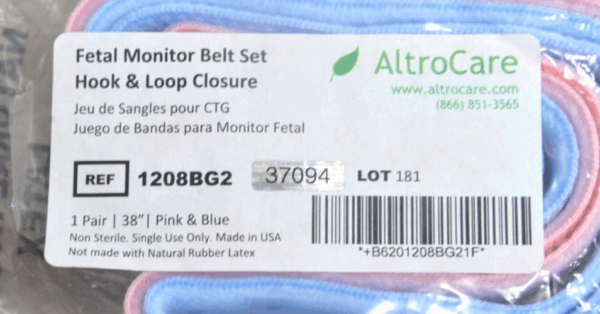 Fetal Monitor Belt Set
Hook & Loop Closure
Jeu de Sangles pour CTG
Juego de Bandas para Monitor Fetal
AltroCare
www.altrocare.com
(866) 851-3565
REF 1208BG2 37094 LOT 181
1 Pair | 38"| Pink & Blue
Non Sterile. Single Use Only. Made in USA
Not made with Natural Rubber Latex
*+B6201208BG21F*